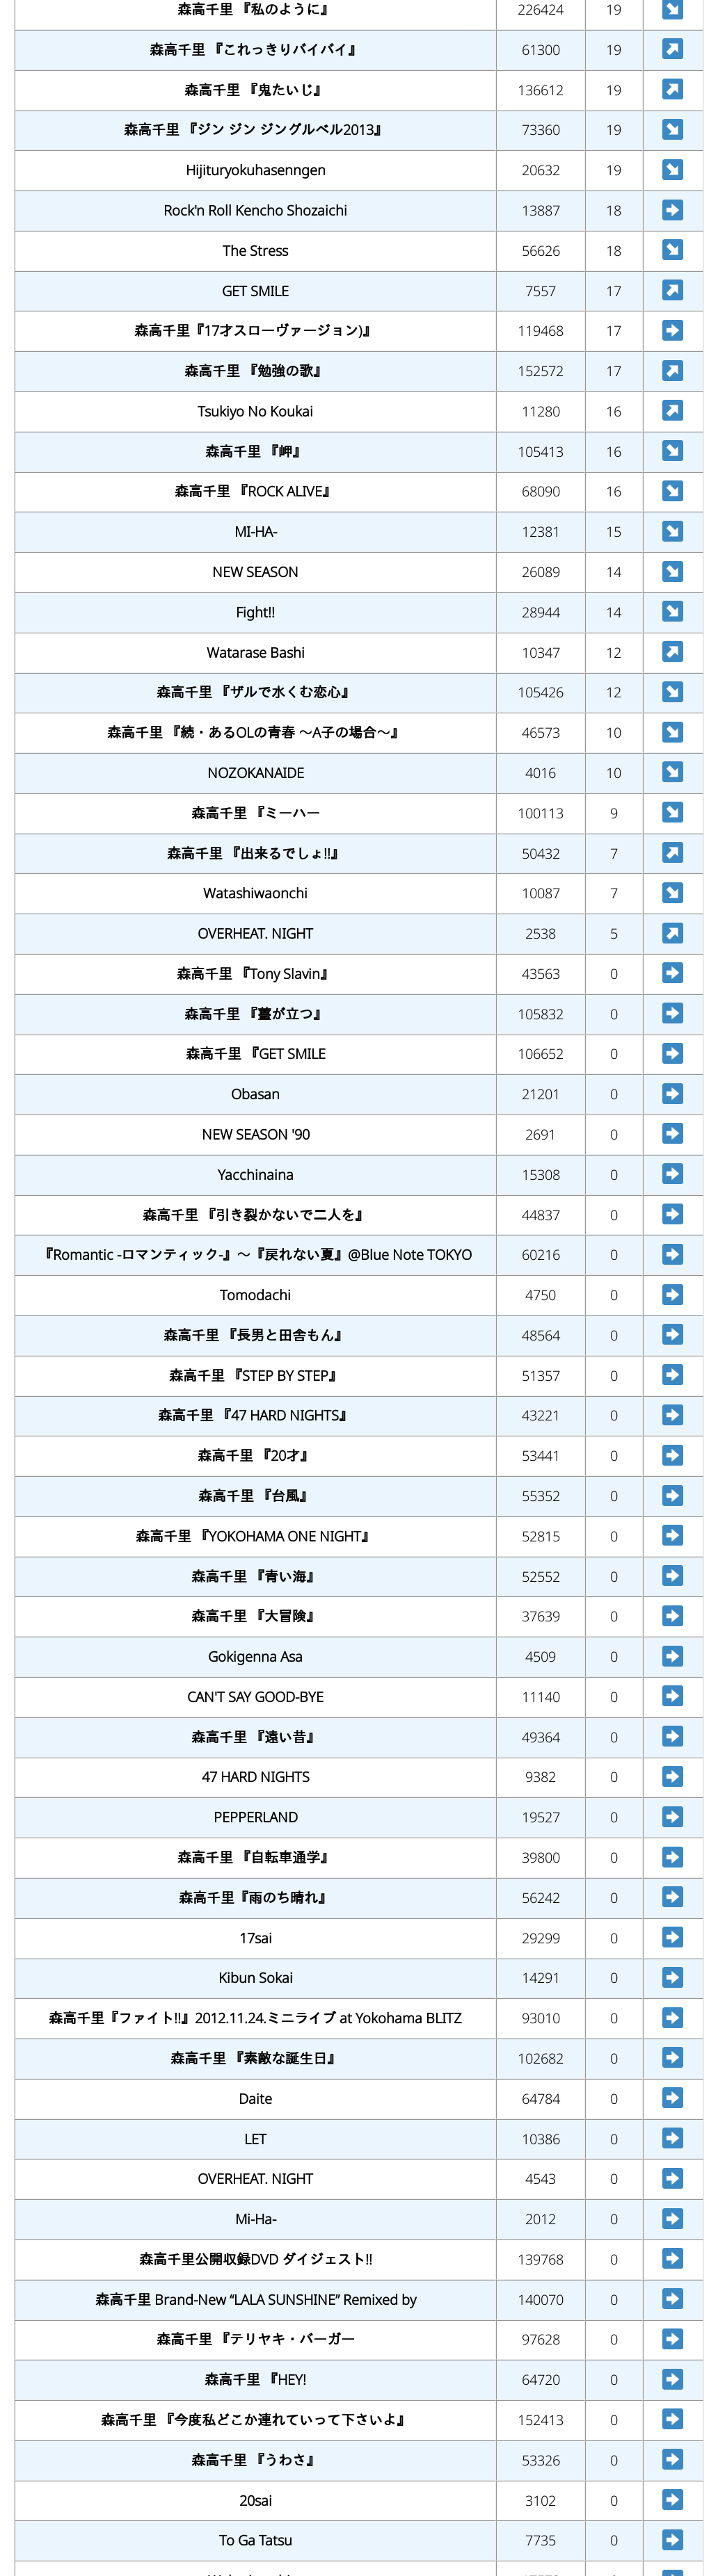 森高千里 『私のように』 226424 19
森高千里 『これっきりバイバイ』 61300 19
森高千里 『鬼たいじ』 136612 19
森高千里 『ジン ジン ジングルベル2013』 73360 19
Hijituryokuhasenngen 20632 19
Rock'n Roll Kencho Shozaichi 13887 18
The Stress 56626 18
GET SMILE 7557 17
森高千里『17才スローヴァージョン)』 119468 17
森高千里 『勉強の歌』 152572 17
Tsukiyo No Koukai 11280 16
森高千里 『岬』 105413 16
森高千里 『ROCK ALIVE』 68090 16
MI-HA- 12381 15
NEW SEASON 26089 14
Fight!! 28944 14
Watarase Bashi 10347 12
森高千里 『ザルで水くむ恋心』 105426 12
森高千里 『続・あるOLの青春 〜A子の場合〜』 46573 10
NOZOKANAIDE 4016 10
森高千里 『ミーハー 100113 9
森高千里 『出来るでしょ!!』 50432 7
Watashiwaonchi 10087 7
OVERHEAT. NIGHT 2538 5
森高千里 『Tony Slavin』 43563 0
森高千里 『薹が立つ』 105832 0
森高千里 『GET SMILE 106652 0
Obasan 21201 0
NEW SEASON '90 2691 0
Yacchinaina 15308 0
森高千里 『引き裂かないで二人を』 44837 0
『Romantic -ロマンティック-』〜『戻れない夏』@Blue Note TOKYO 60216 0
Tomodachi 4750 0
森高千里 『長男と田舎もん』 48564 0
森高千里 『STEP BY STEP』 51357 0
森高千里 『47 HARD NIGHTS』 43221 0
森高千里 『20才』 53441 0
森高千里 『台風』 55352 0
森高千里 『YOKOHAMA ONE NIGHT』 52815 0
森高千里 『青い海』 52552 0
森高千里 『大冒険』 37639 0
Gokigenna Asa 4509 0
CAN'T SAY GOOD-BYE 11140 0
森高千里 『遠い昔』 49364 0
47 HARD NIGHTS 9382 0
PEPPERLAND 19527 0
森高千里 『自転車通学』 39800 0
森高千里『雨のち晴れ』 56242 0
17sai 29299 0
Kibun Sokai 14291 0
森高千里『ファイト!!』2012.11.24.ミニライブ at Yokohama BLITZ 93010 0
森高千里 『素敵な誕生日』 102682 0
Daite 64784 0
LET 10386 0
OVERHEAT. NIGHT 4543 0
Mi-Ha- 2012 0
森高千里公開収録DVD ダイジェスト!! 139768 0
森高千里 Brand-New “LALA SUNSHINE” Remixed by 140070 0
森高千里 『テリヤキ・バーガー 97628 0
森高千里 『HEY! 64720 0
森高千里 『今度私どこか連れていって下さいよ』 152413 0
森高千里 『うわさ』 53326 0
20sai 3102 0
To Ga Tatsu 7735 0